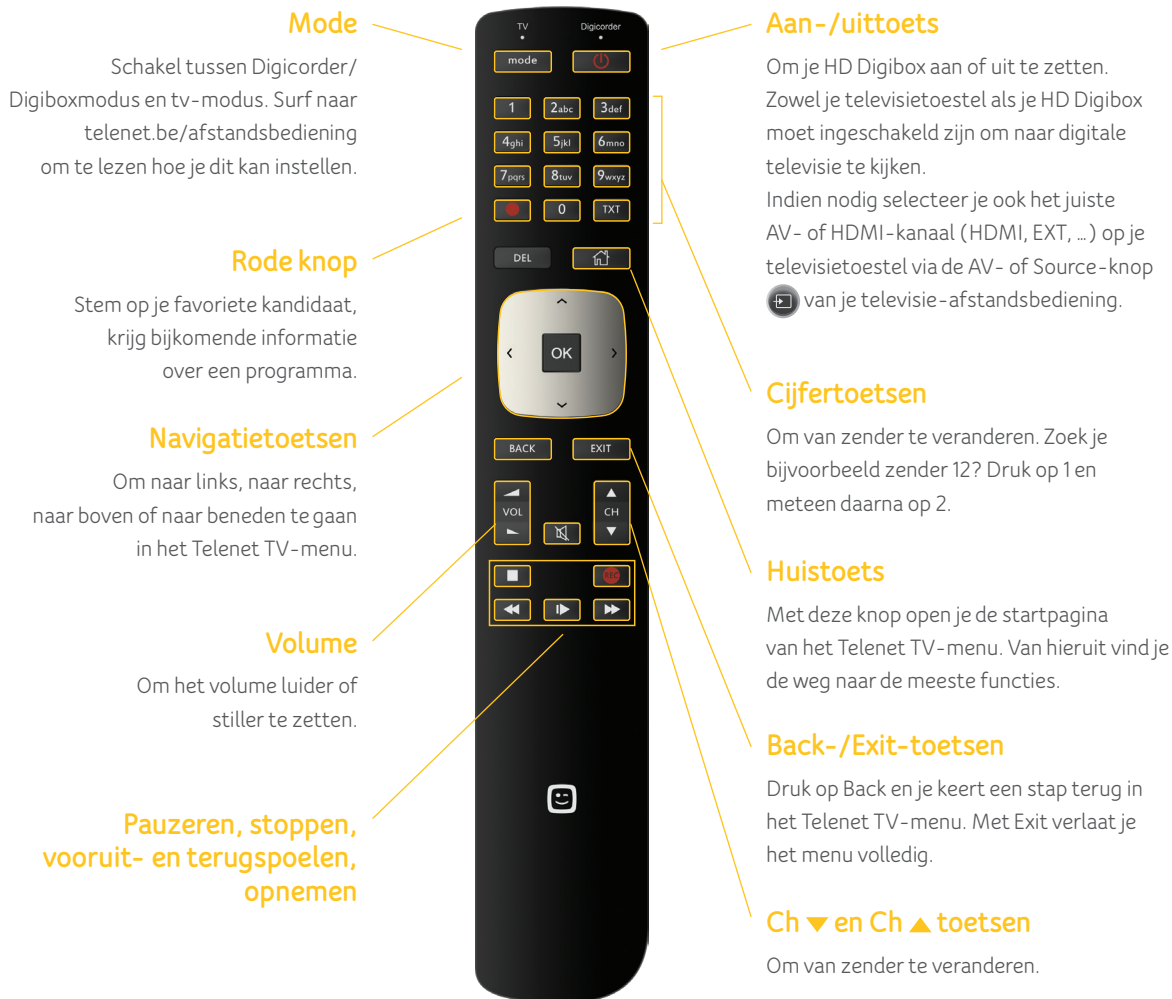 Mode
Schakel tussen Digicorder/
Digiboxmodus en tv-modus. Surf naar
telenet.be/afstandsbediening
om te lezen hoe je dit kan instellen.
Rode knop
Stem op je favoriete kandidaat,
krijg bijkomende informatie
over een programma.
Navigatietoetsen
Om naar links, naar rechts,
naar boven of naar beneden te gaan
in het Telenet TV-menu.
Volume
Om het volume luider of
stiller te zetten.
Pauzeren, stoppen,
vooruit- en terugspoelen,
opnemen
TV Digicorder
mode
1 2abc 3def
4ghi 5jkl 6mno
7pqrs 8tuv 9wxyz
0 TXT
DEL
OK
BACK EXIT
VOL CH
REC
Aan-/uittoets
Om je HD Digibox aan of uit te zetten.
Zowel je televisietoestel als je HD Digibox
moet ingeschakeld zijn om naar digitale
televisie te kijken.
Indien nodig selecteer je ook het juiste
AV- of HDMI-kanaal (HDMI, EXT, ...) op je
televisietoestel via de AV- of Source-knop
van je televisie-afstandsbediening.
Cijfertoetsen
Om van zender te veranderen. Zoek je
bijvoorbeeld zender 12? Druk op 1 en
meteen daarna op 2.
Huistoets
Met deze knop open je de startpagina
van het Telenet TV-menu. Van hieruit vind je
de weg naar de meeste functies.
Back-/Exit-toetsen
Druk op Back en je keert een stap terug in
het Telenet TV-menu. Met Exit verlaat je
het menu volledig.
Ch ▼ en Ch ▲ toetsen
Om van zender te veranderen.